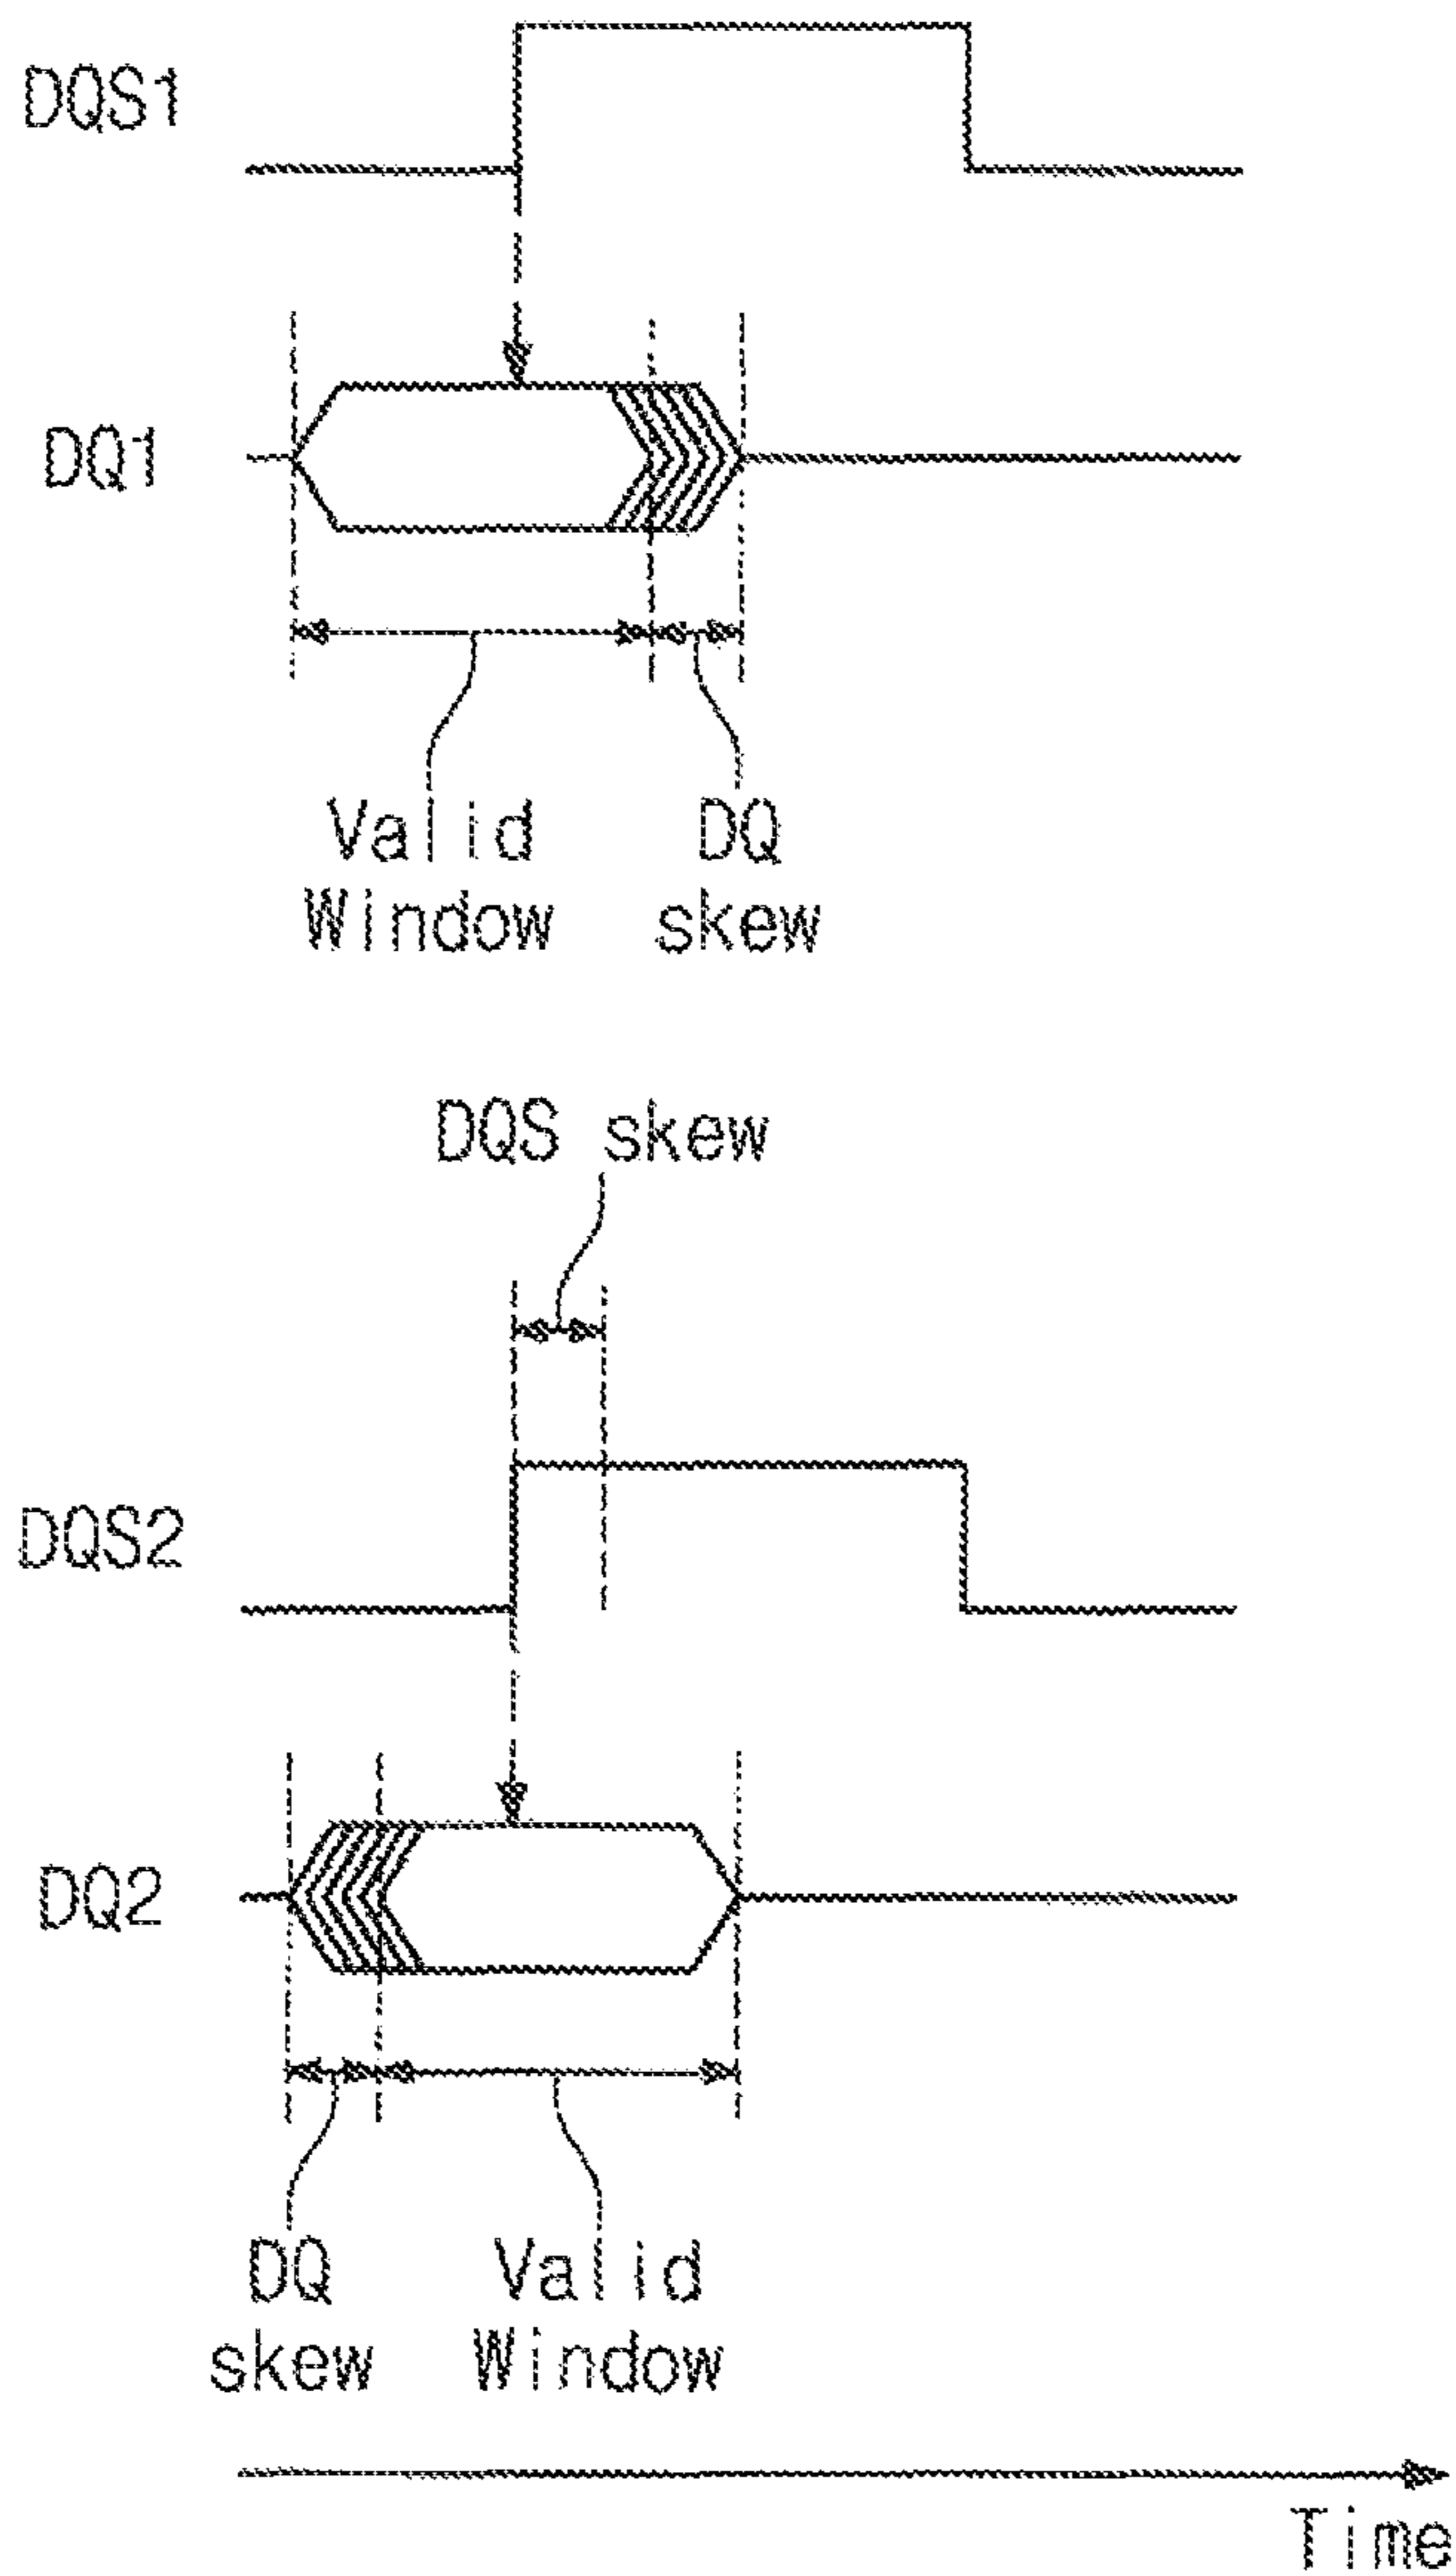 DQS1
DQ1
Valid
Window
DQ
skew
DQS skew
DQS2
DQ2
DQ
skew
Valid
Window
Time